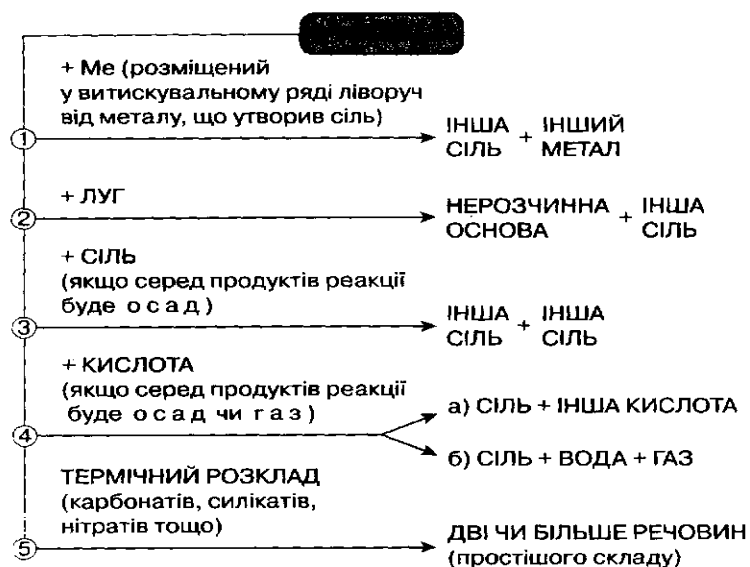 + Ме (розміщений
у витискувальному ряді ліворуч
від металу, що утворив сіль)
1
ІНША + ІНШИЙ
СІЛЬ МЕТАЛ
+ ЛУГ
2
НЕРОЗЧИННА + ІНША
ОСНОВА СІЛЬ
+ СІЛЬ
(якщо серед продуктів реакції
буде о с а д )
3
ІНША + ІНША
СІЛЬ СІЛЬ
+ КИСЛОТА
(якщо серед продуктів реакції
буде о с а д чи г а з )
4
а) СІЛЬ + ІНША КИСЛОТА
б) СІЛЬ + ВОДА + ГАЗ
ТЕРМІЧНИЙ РОЗКЛАД
(карбонатів, силікатів,
нітратів тощо)
5
ДВІ ЧИ БІЛЬШЕ РЕЧОВИН
(простішого складу)